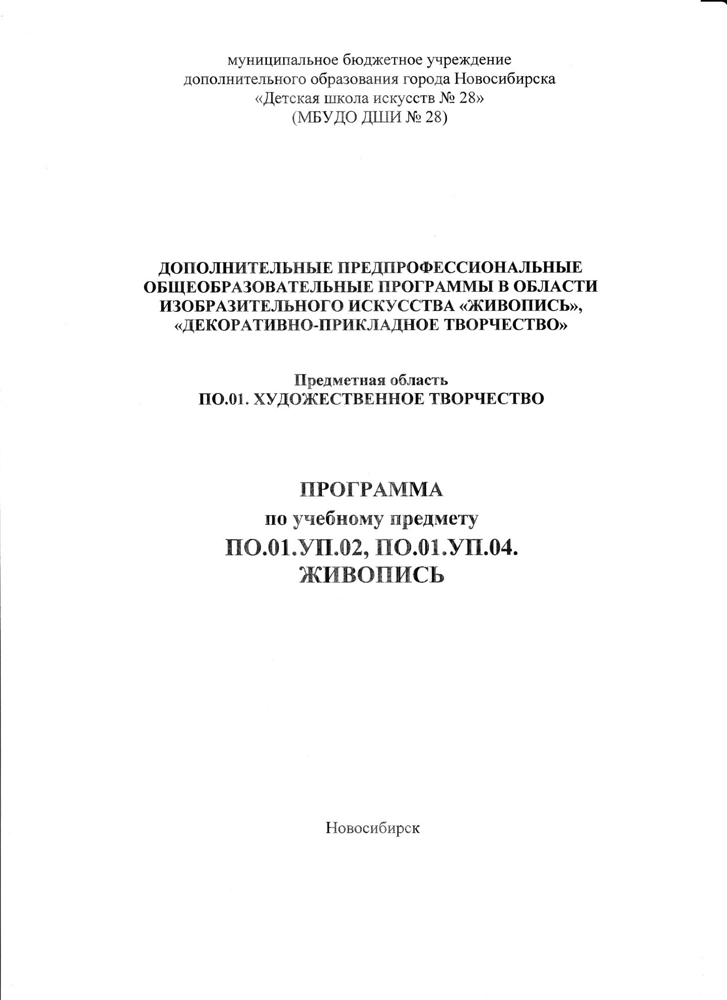 муниципальное бюджетное учреждение
дополнительного образования города Новосибирска
«Детская школа искусств № 28»
(МБУДО ДШИ № 28)
ДОПОЛНИТЕЛЬНЫЕ ПРЕДПРОФЕССИОНАЛЬНЫЕ
ОБЩЕОБРАЗОВАТЕЛЬНЫЕ ПРОГРАММЫ В ОБЛАСТИ
ИЗОБРАЗИТЕЛЬНОГО ИСКУССТВА «ЖИВОПИСЬ»,
«ДЕКОРАТИВНО-ПРИКЛАДНОЕ ТВОРЧЕСТВО»
Предметная область
ПО.01. ХУДОЖЕСТВЕННОЕ ТВОРЧЕСТВО
ПРОГРАММА
по учебному предмету
ПО.01.УП.02, ПО.01.УП.04.
ЖИВОПИСЬ
Новосибирск